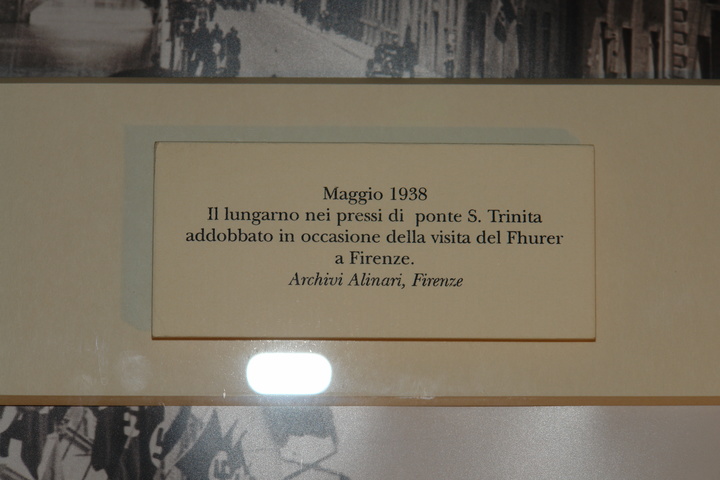 Maggio 1938
Il lungarno nei pressi di ponte S. Trinita
addobbato in occasione della visita del Fhurer
a Firenze.
Archivi Alinari, Firenze